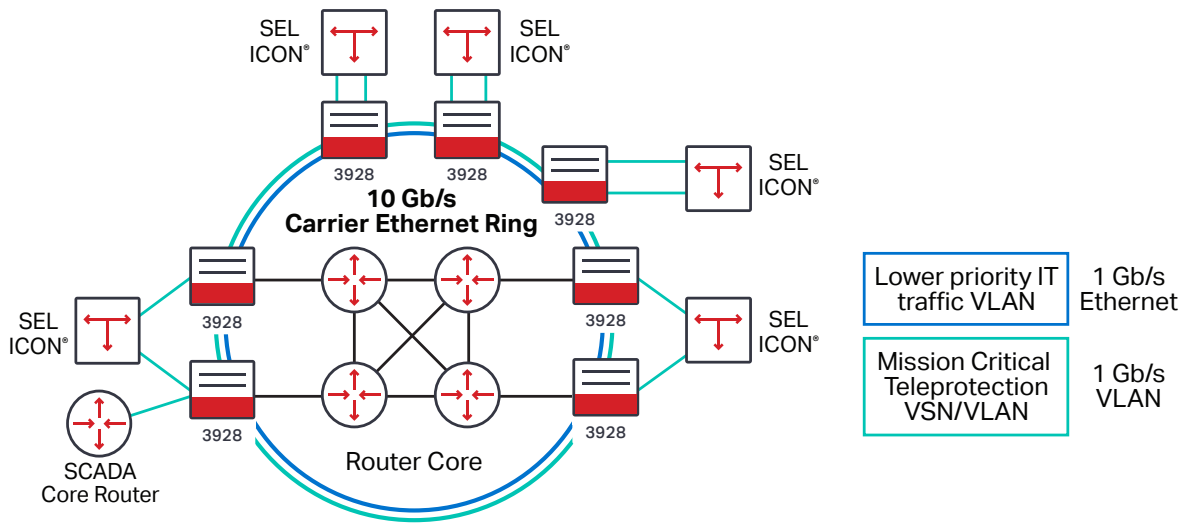 SEL
ICON®
SEL
ICON®
3928
3928
SEL
ICON®
3928
10 Gb/s
Carrier Ethernet Ring
3928
3928
SEL
ICON®
SEL
ICON®
3928
3928
Router Core
SCADA
Core Router
Lower priority IT
traffic VLAN
1 Gb/s
Ethernet
Mission Critical
Teleprotection
VSN/VLAN
1 Gb/s
VLAN